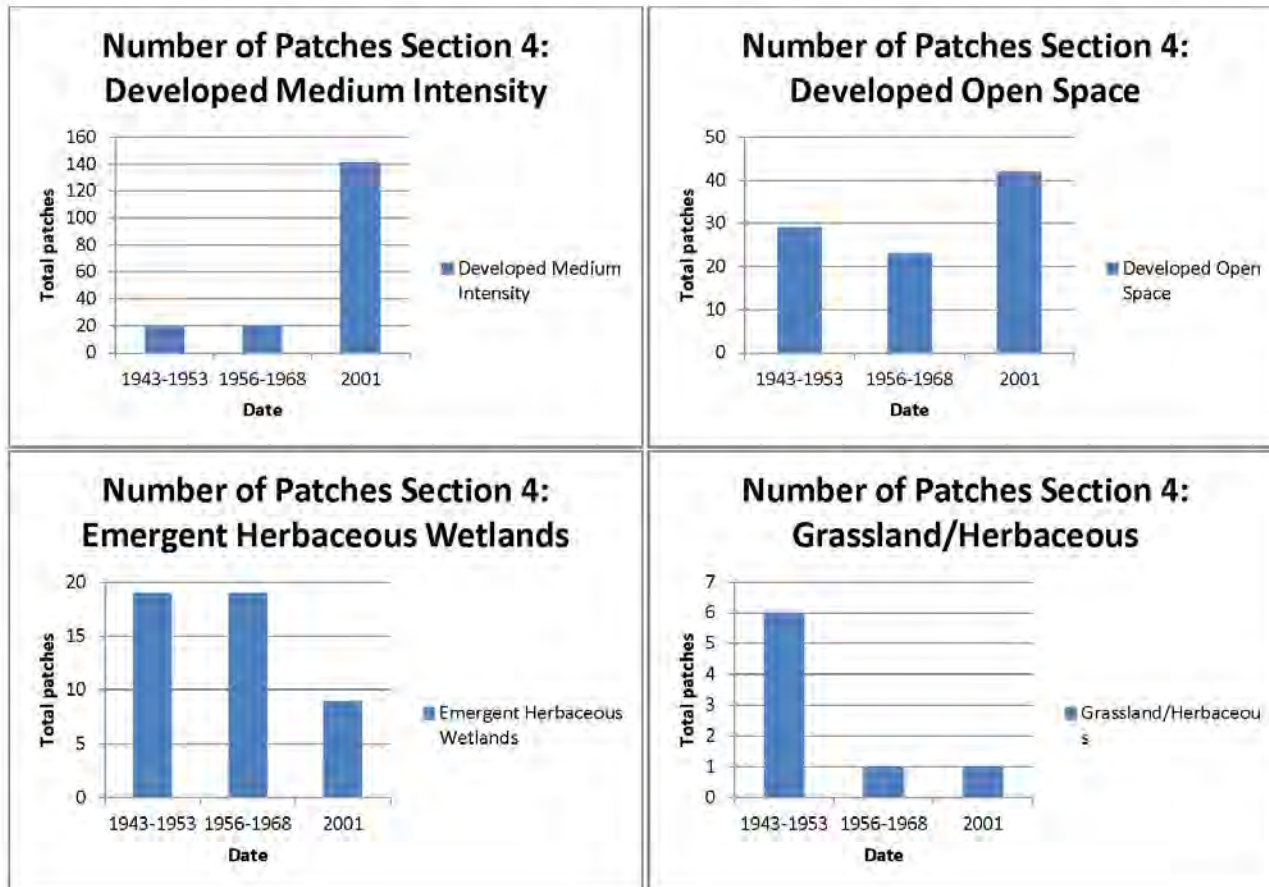 Number of Patches Section 4:
Developed Medium Intensity
160
140
120
100
80
60
40
20
0
Total patches
1943-1953
1956-1968
2001
Date
Developed Medium
Intensity
Number of Patches Section 4:
Developed Open Space
50
40
30
20
10
0
Total patches
1943-1953
1956-1968
2001
Date
Developed Open
Space
Number of Patches Section 4:
Emergent Herbaceous Wetlands
20
15
10
5
0
Total patches
1943-1953
1956-1968
2001
Date
Emergent Herbaceous
Wetlands
Number of Patches Section 4:
Grassland/Herbaceous
7
6
5
4
3
2
1
0
Total patches
1943-1953
1956-1968
2001
Date
Grassland/Herbaceou
s